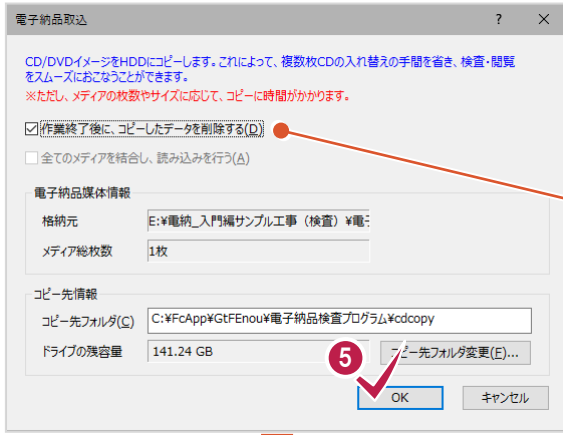 電子納品取込
CD/DVDイメージをHDDにコピーします。これによって、複数枚CDの入れ替えの手間を省き、検査・閲覧
をスムーズにおこなうことができます。
※ただし、メディアの枚数やサイズに応じて、コピーに時間がかかります。
作業終了後に、コピーしたデータを削除する(D)
全てのメディアを結合し、読み込みを行う(A)
電子納品媒体情報
格納元 E:¥電納_入門編サンプル工事（検査）¥電子
メディア総枚数 1枚
コピー先情報
コピー先フォルダ(C) C:¥FcApp¥GtFEnou¥電子納品検査プログラム¥cdcopy
ドライブの残容量 141.24 GB コピー先フォルダ変更(F)...
5
OK キャンセル